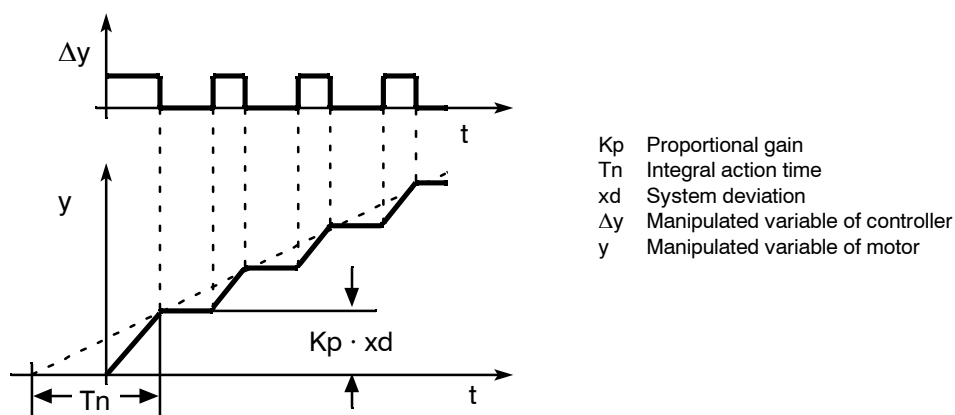 Δy
t
y
Kp · xd
Tn
t
Kp Proportional gain
Tn Integral action time
xd System deviation
Δy Manipulated variable of controller
y Manipulated variable of motor